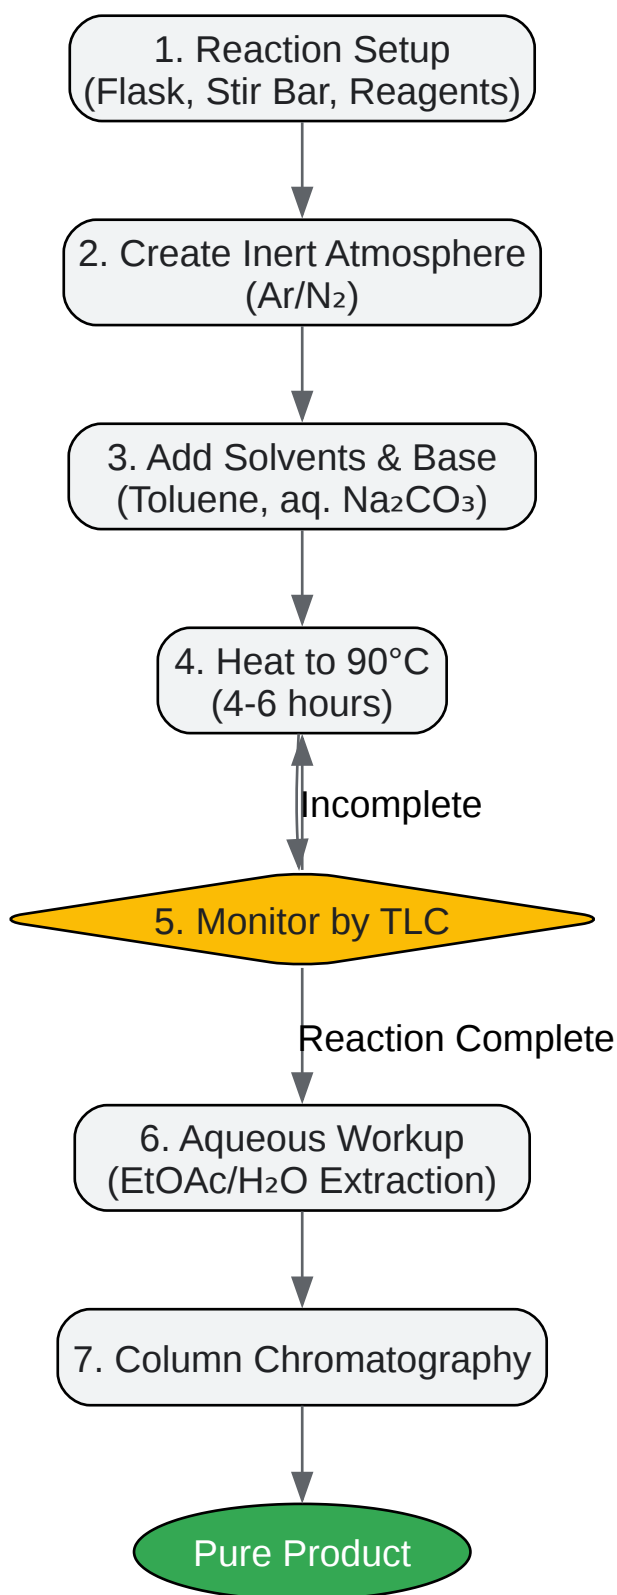 1. Reaction Setup
(Flask, Stir Bar, Reagents)
2. Create Inert Atmosphere
(Ar/N₂)
3. Add Solvents & Base
(Toluene, aq. Na₂CO₃)
4. Heat to 90°C
(4-6 hours)
Incomplete
5. Monitor by TLC
Reaction Complete
6. Aqueous Workup
(EtOAc/H₂O Extraction)
7. Column Chromatography
Pure Product